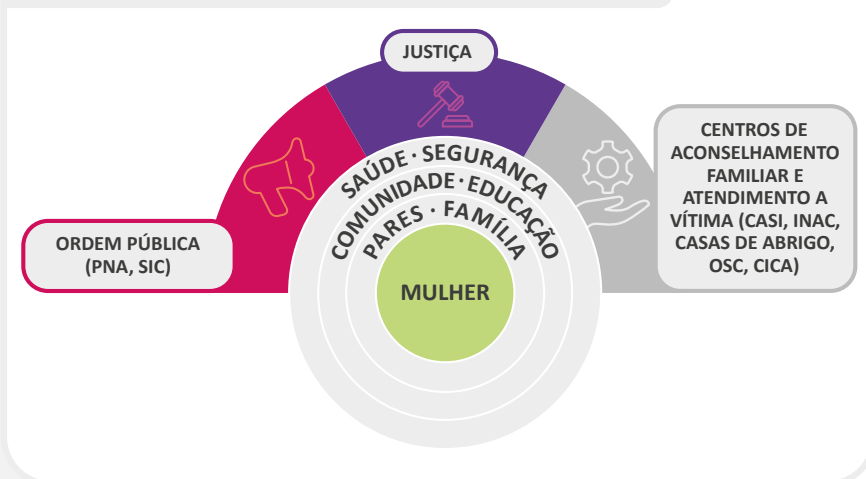 JUSTIÇA
SAÚDE · SEGURANÇA
COMUNIDADE · EDUCAÇÃO
PARES · FAMÍLIA
MULHER
ORDEM PÚBLICA
(PNA, SIC)
CENTROS DE
ACONSELHAMENTO
FAMILIAR E
ATENDIMENTO A
VÍTIMA (CASI, INAC,
CASAS DE ABRIGO,
OSC, CICA)